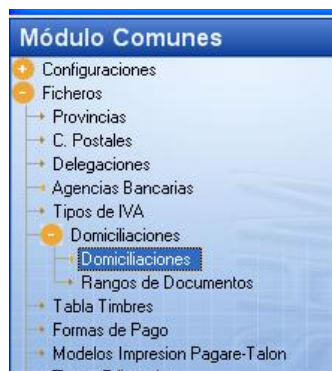 Módulo Comunes
Configuraciones
Ficheros
Provincias
C. Postales
Delegaciones
Agencias Bancarias
Tipos de IVA
Domiciliaciones
Domiciliaciones
Rangos de Documentos
Tabla Timbres
Formas de Pago
Modelos Impresion Pagare-Talon